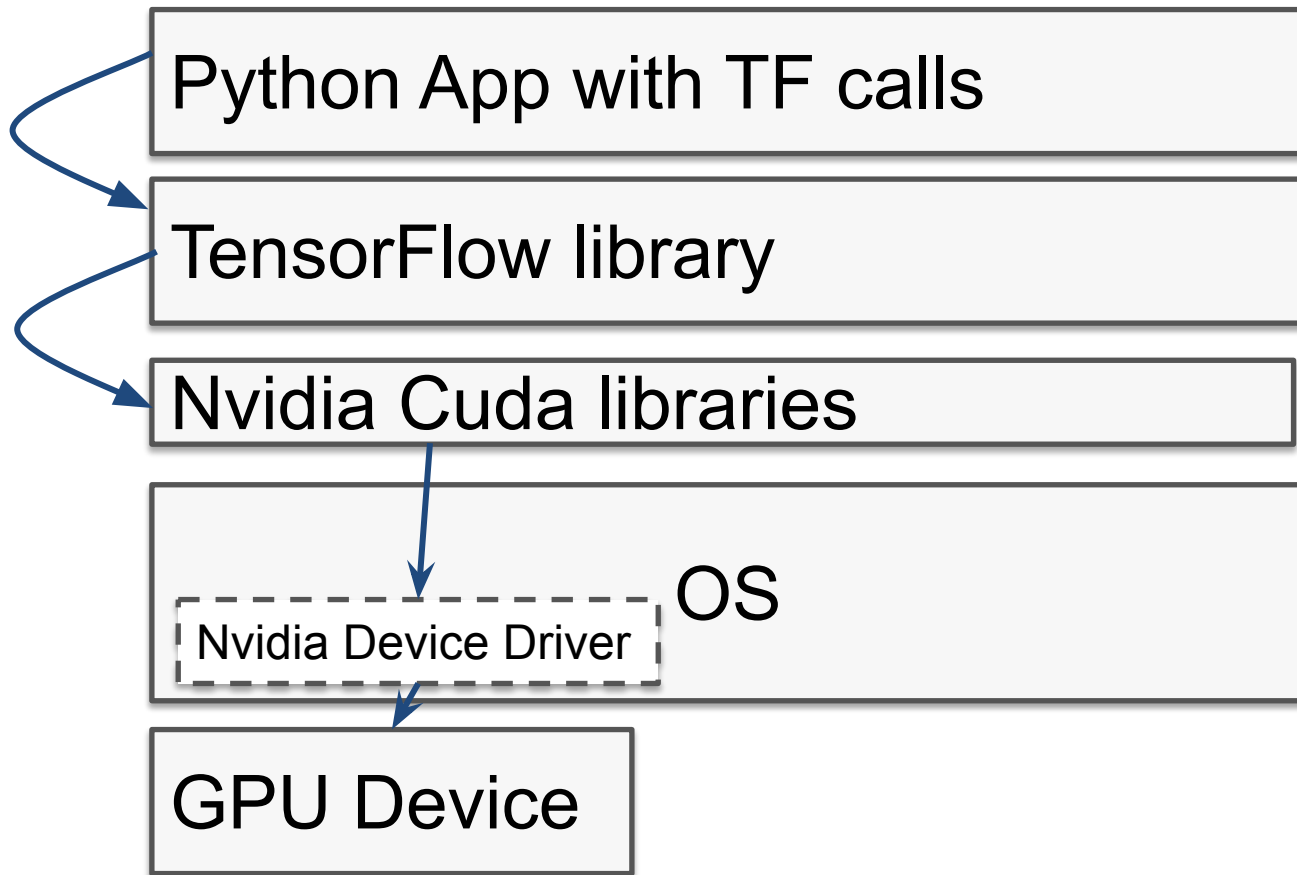 Python App with TF calls
TensorFlow library
Nvidia Cuda libraries
OS
Nvidia Device Driver
GPU Device